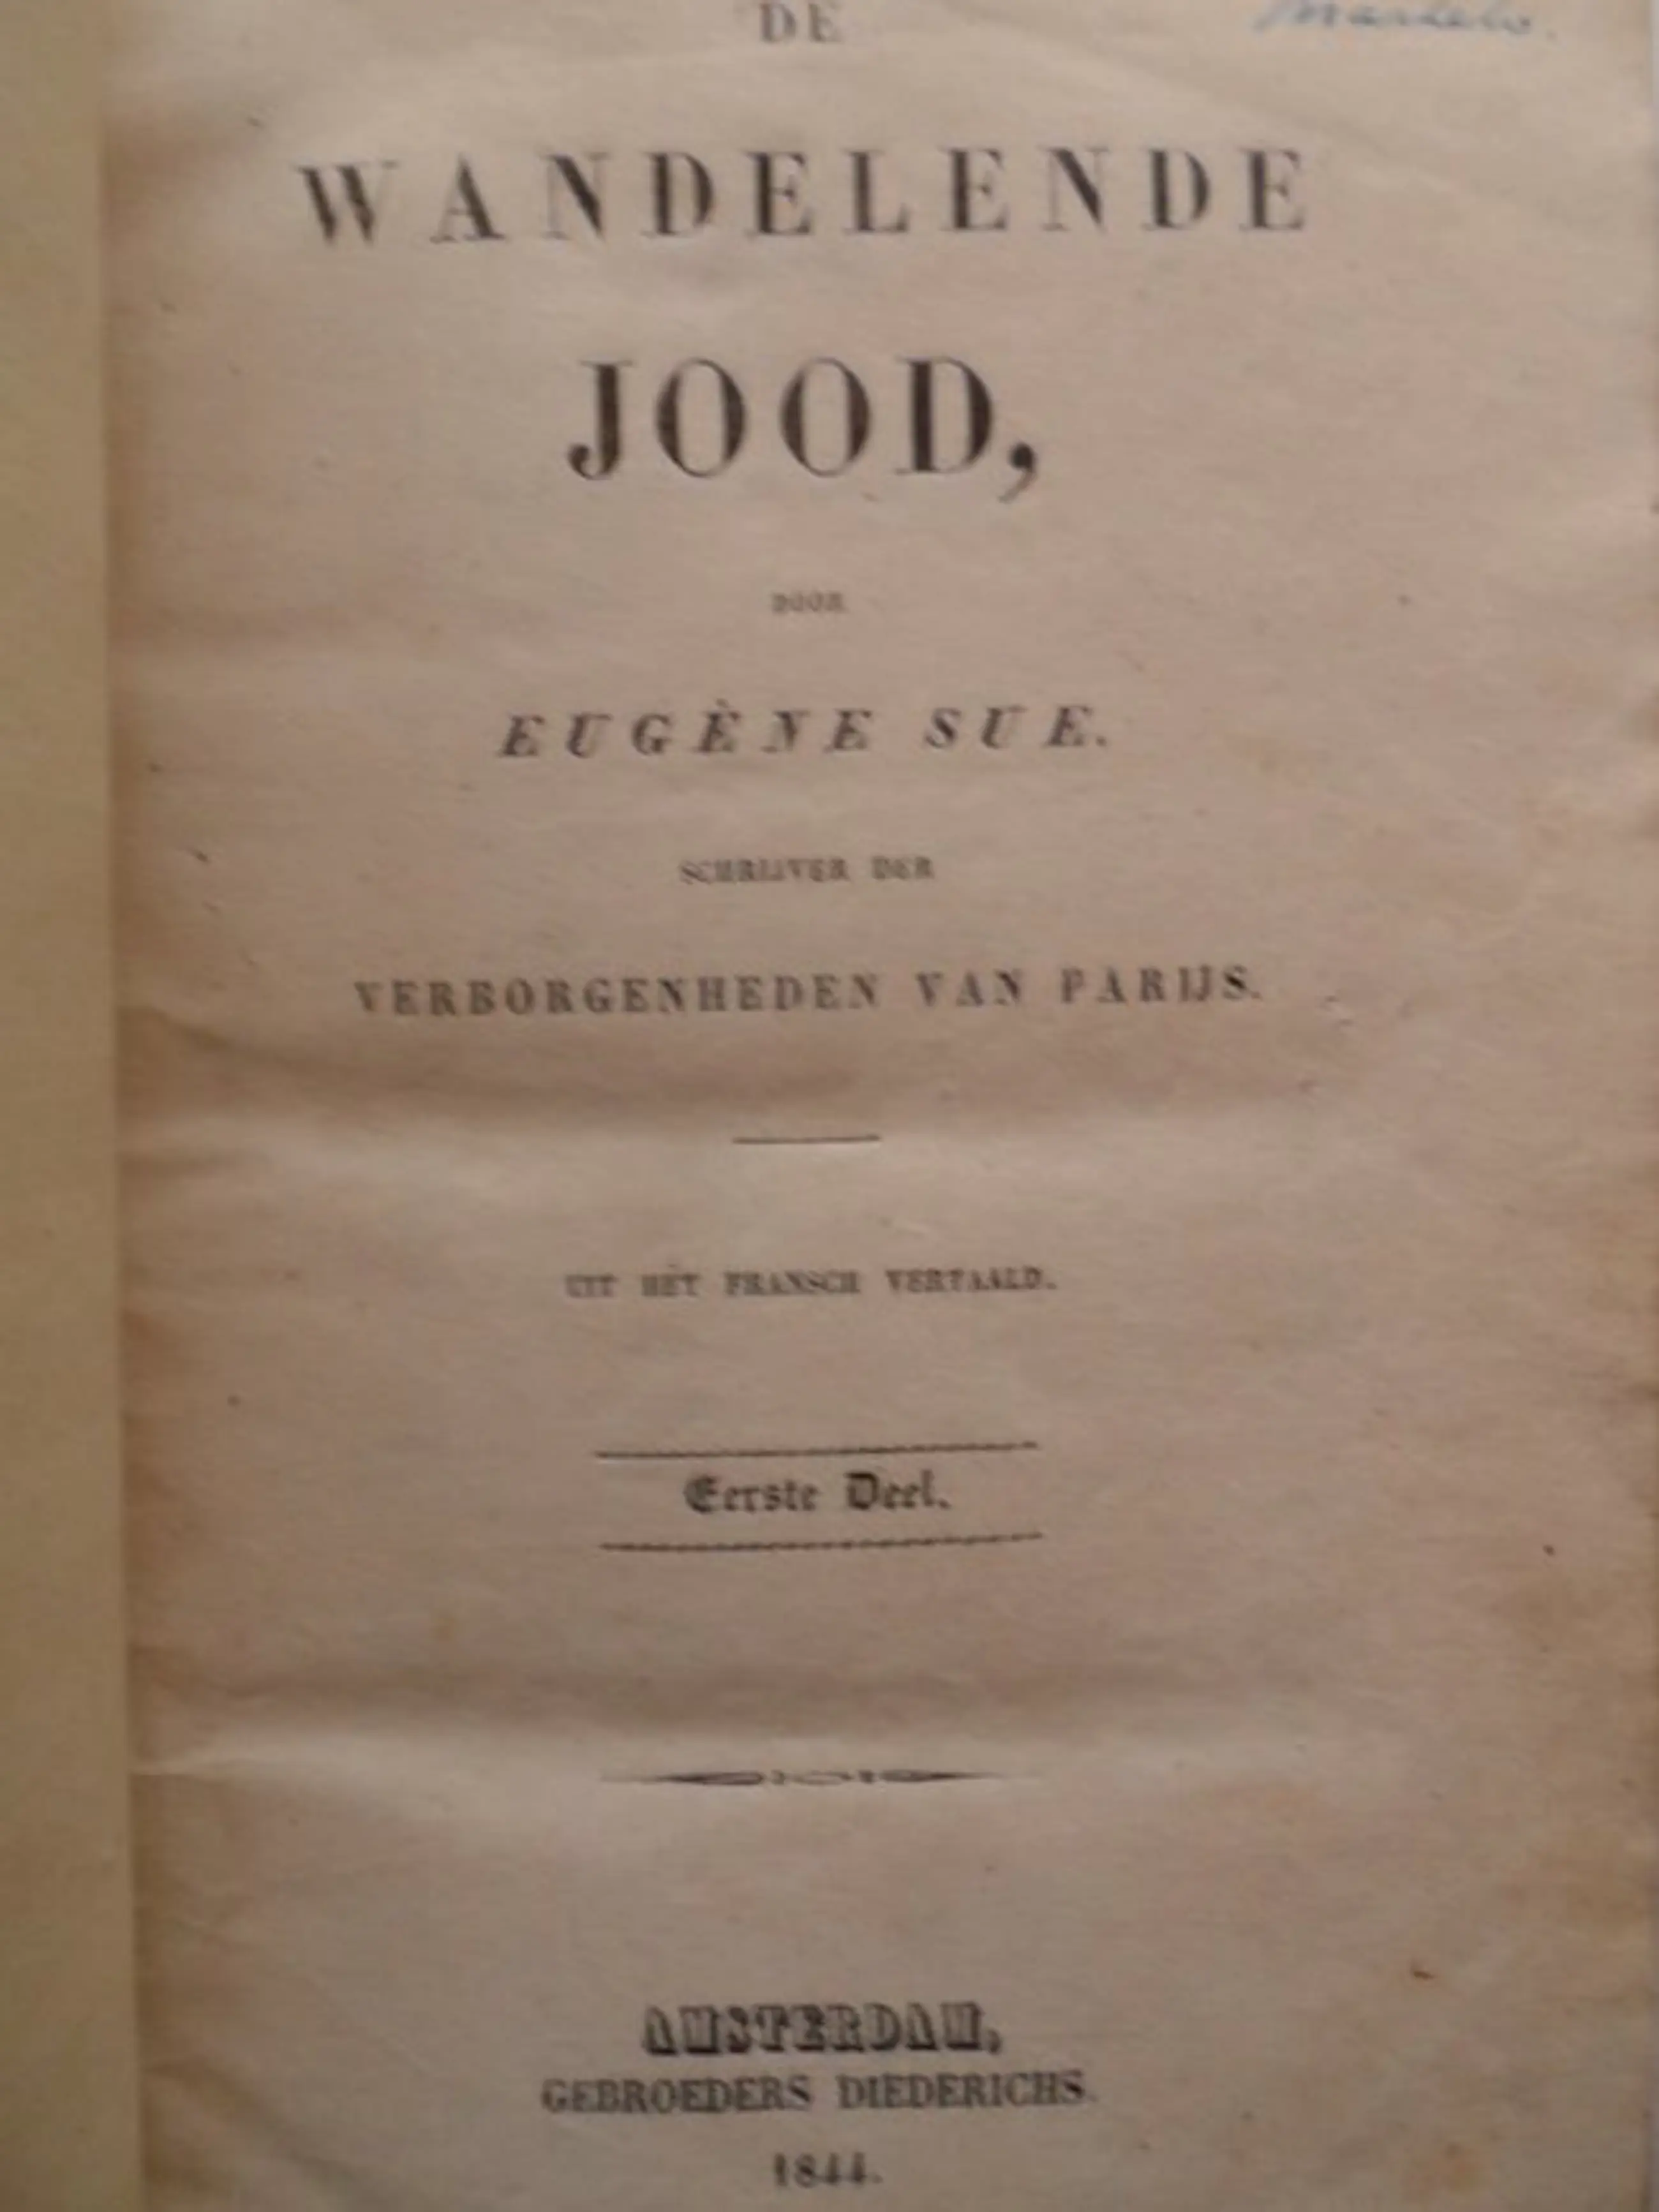 DE
WANDELENDE
JOOD,
DOOR
EUGÈNE SUE.
SCHRIJVER DER
VERBORGENHEDEN VAN PARIJS.
UIT HET FRANSCH VERTAALD.
Eerste Deel.
AMSTERDAM,
GEBROEDERS DIEDERICHS.
1844.